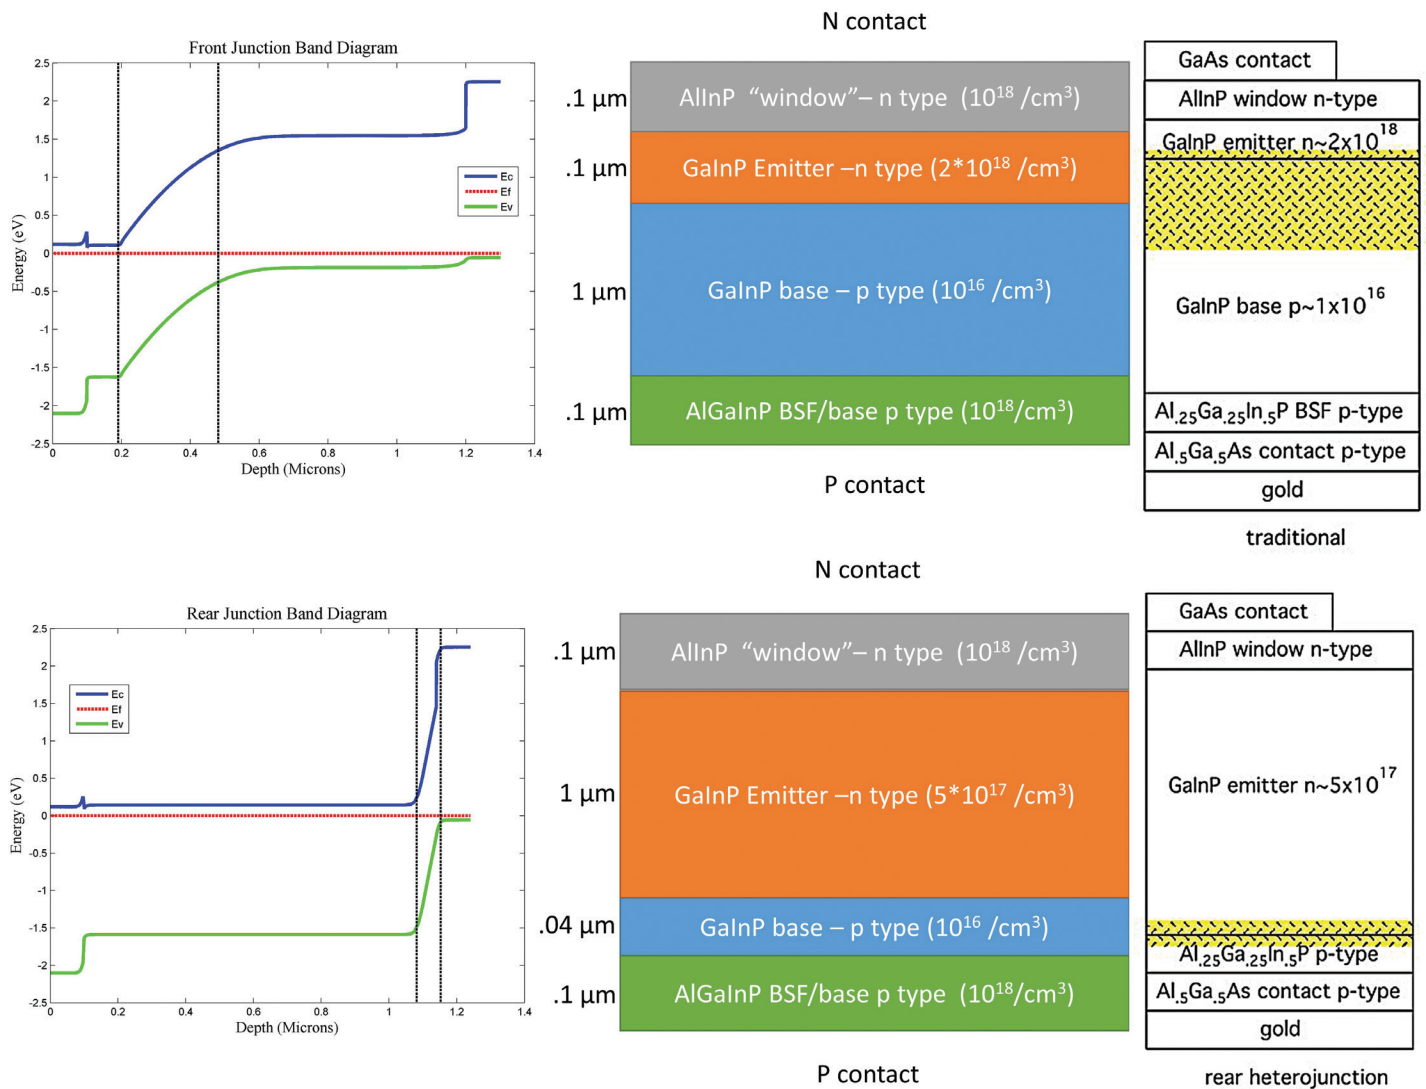 N contact
Front Junction Band Diagram
2.5
2
1.5
1
0.5
0
-0.5
-1
-1.5
-2
-2.5
Energy (eV)
Ec
Ef
Ev
0
0.2
0.4
0.6
0.8
1
1.2
1.4
Depth (Microns)
.1 µm
AlInP “window”– n type (10¹⁸ /cm³)
.1 µm
GaInP Emitter –n type (2*10¹⁸ /cm³)
1 µm
GaInP base – p type (10¹⁶ /cm³)
.1 µm
AlGaInP BSF/base p type (10¹⁸/cm³)
P contact
GaAs contact
AlInP window n-type
GaInP emitter n~2x10¹⁸
GaInP base p~1x10¹⁶
Al.25Ga.25In.5P BSF p-type
Al.5Ga.5As contact p-type
gold
traditional
N contact
Rear Junction Band Diagram
2.5
2
1.5
1
0.5
0
-0.5
-1
-1.5
-2
-2.5
Energy (eV)
Ec
Ef
Ev
0
0.2
0.4
0.6
0.8
1
1.2
1.4
Depth (Microns)
.1 µm
AlInP “window”– n type (10¹⁸ /cm³)
1 µm
GaInP Emitter –n type (5*10¹⁷ /cm³)
.04 µm
GaInP base – p type (10¹⁶ /cm³)
.1 µm
AlGaInP BSF/base p type (10¹⁸/cm³)
P contact
GaAs contact
AlInP window n-type
GaInP emitter n~5x10¹⁷
Al.25Ga.25In.5P p-type
Al.5Ga.5As contact p-type
gold
rear heterojunction